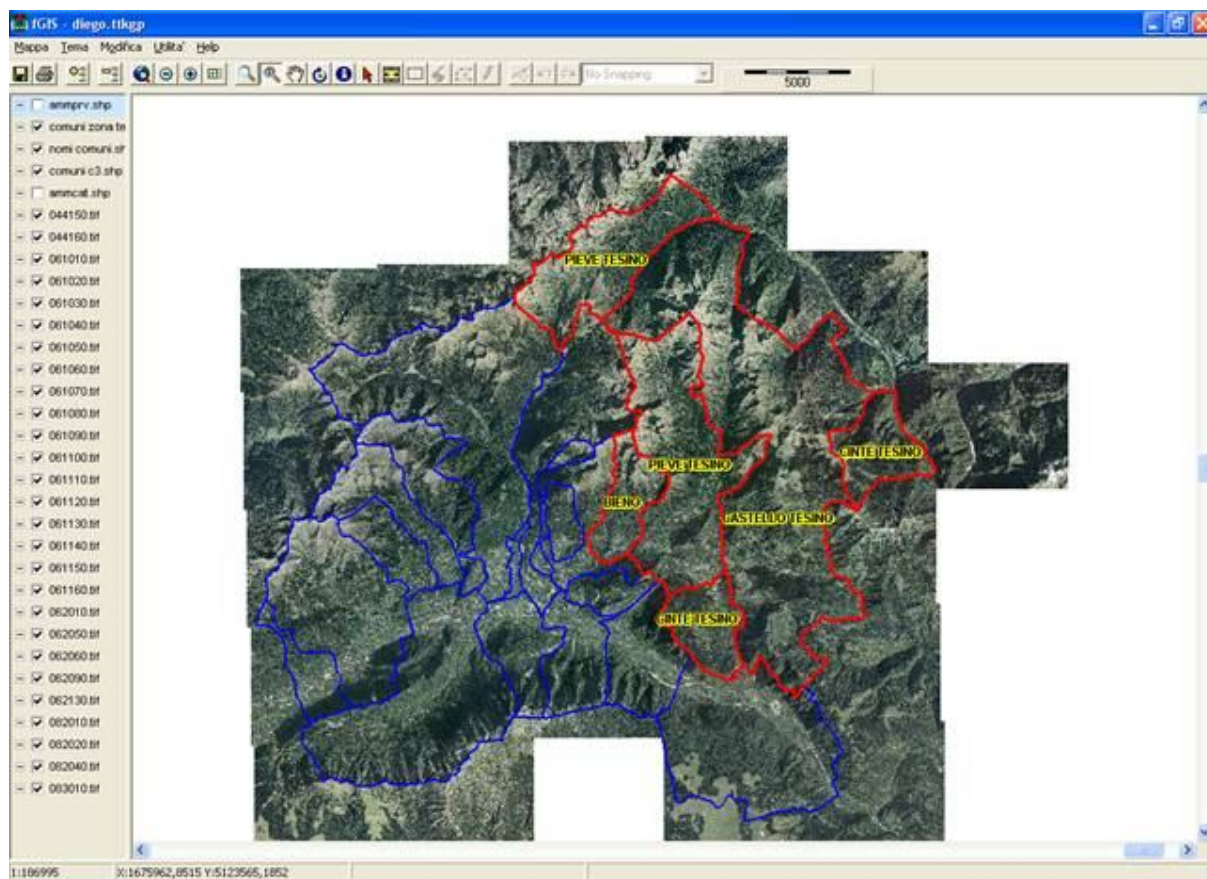 fGIS - diego.ttkgp
Mappa Tema Modifica Utilita' Help
No Snapping
5000
ammprv.shp
comuni zona te
nomi comuni.sh
comuni c3.shp
ammcat.shp
044150.tif
044160.tif
061010.tif
061020.tif
061030.tif
061040.tif
061050.tif
061060.tif
061070.tif
061080.tif
061090.tif
061100.tif
061110.tif
061120.tif
061130.tif
061140.tif
061150.tif
061160.tif
062010.tif
062050.tif
062060.tif
062090.tif
062130.tif
082010.tif
082020.tif
082040.tif
083010.tif
PIEVE TESINO
CINTE TESINO
PIEVE TESINO
BIENO
CASTELLO TESINO
CINTE TESINO
1:186995 X:1675962,8515 Y:5123565,1852